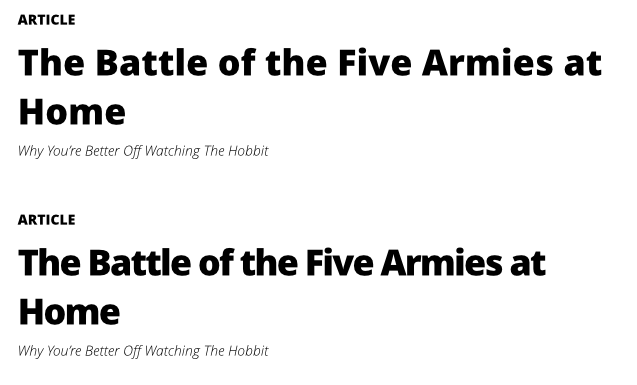 ARTICLE
The Battle of the Five Armies at
Home
Why You're Better Off Watching The Hobbit
ARTICLE
The Battle of the Five Armies at
Home
Why You're Better Off Watching The Hobbit